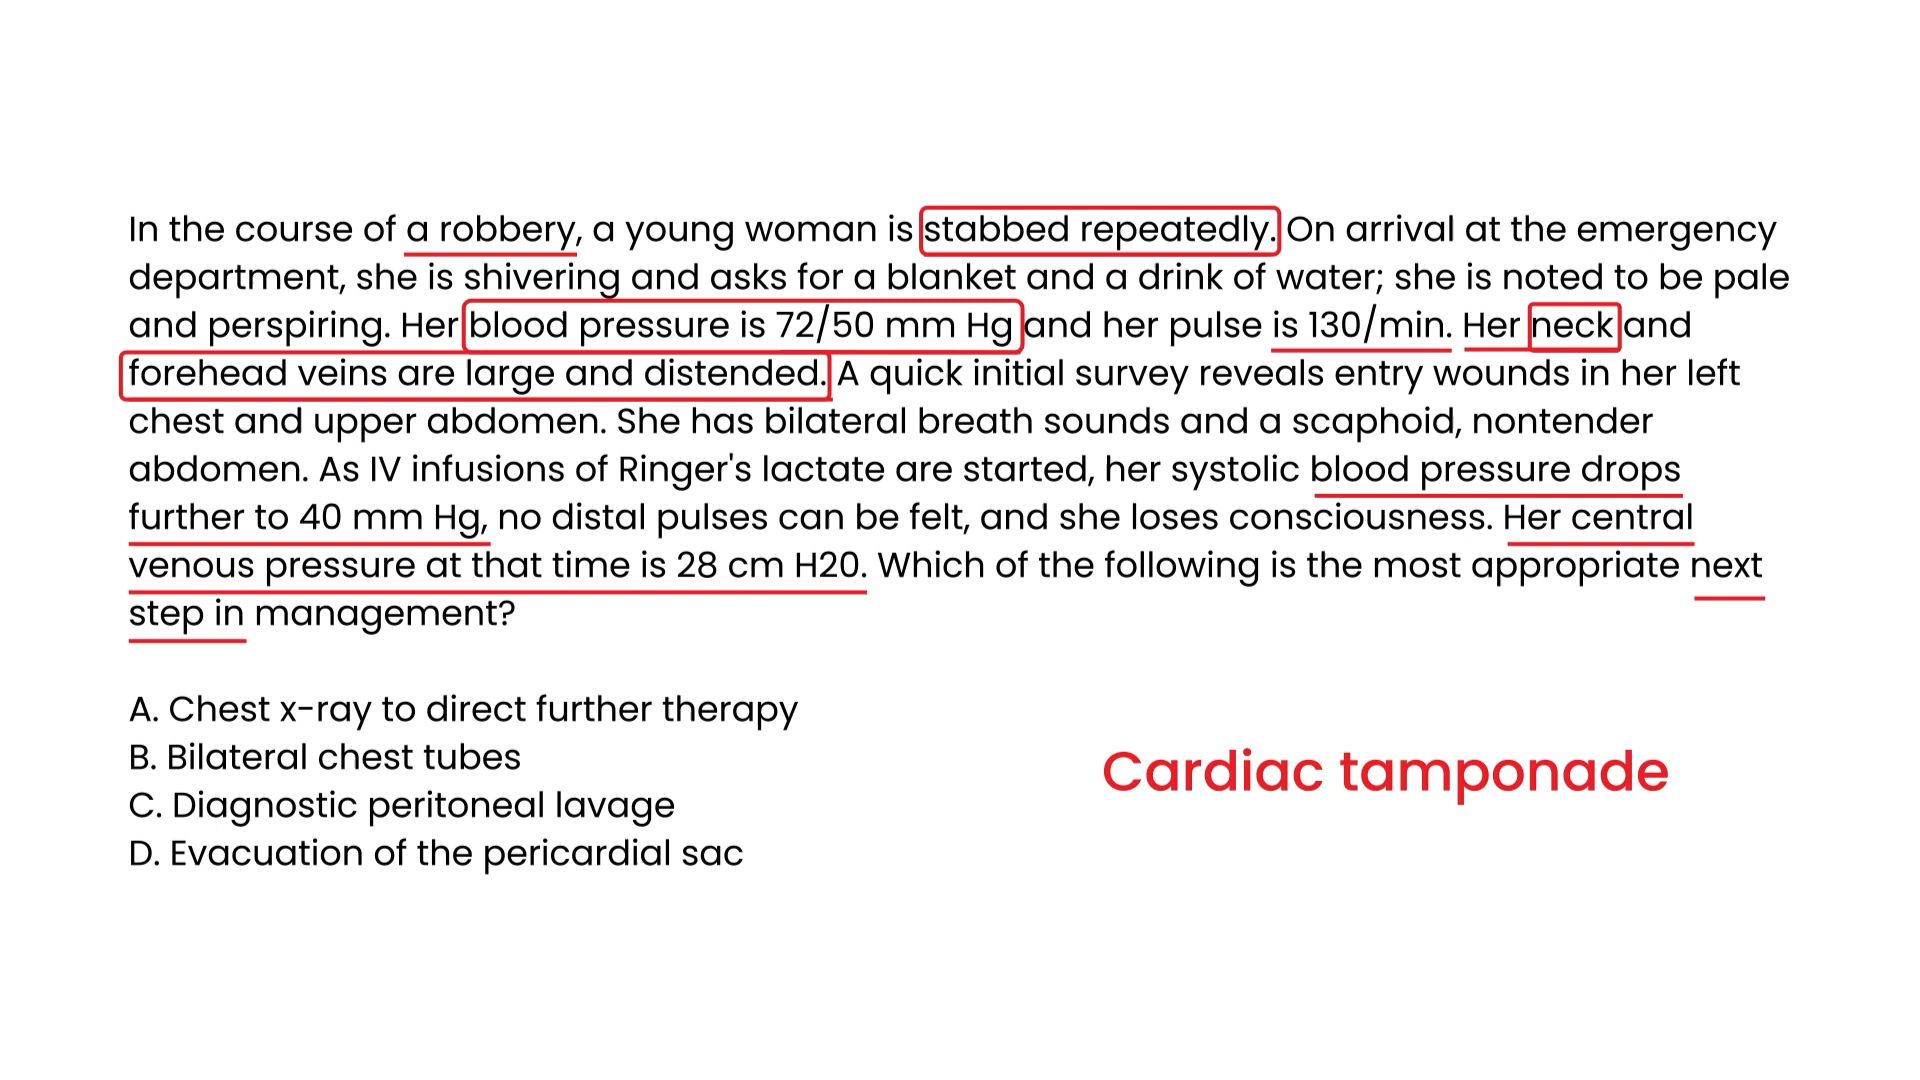 In the course of a robbery, a young woman is stabbed repeatedly. On arrival at the emergency
department, she is shivering and asks for a blanket and a drink of water; she is noted to be pale
and perspiring. Her blood pressure is 72/50 mm Hg and her pulse is 130/min. Her neck and
forehead veins are large and distended. A quick initial survey reveals entry wounds in her left
chest and upper abdomen. She has bilateral breath sounds and a scaphoid, nontender
abdomen. As IV infusions of Ringer's lactate are started, her systolic blood pressure drops
further to 40 mm Hg, no distal pulses can be felt, and she loses consciousness. Her central
venous pressure at that time is 28 cm H20. Which of the following is the most appropriate next
step in management?
A. Chest x-ray to direct further therapy
B. Bilateral chest tubes
C. Diagnostic peritoneal lavage
D. Evacuation of the pericardial sac
Cardiac tamponade